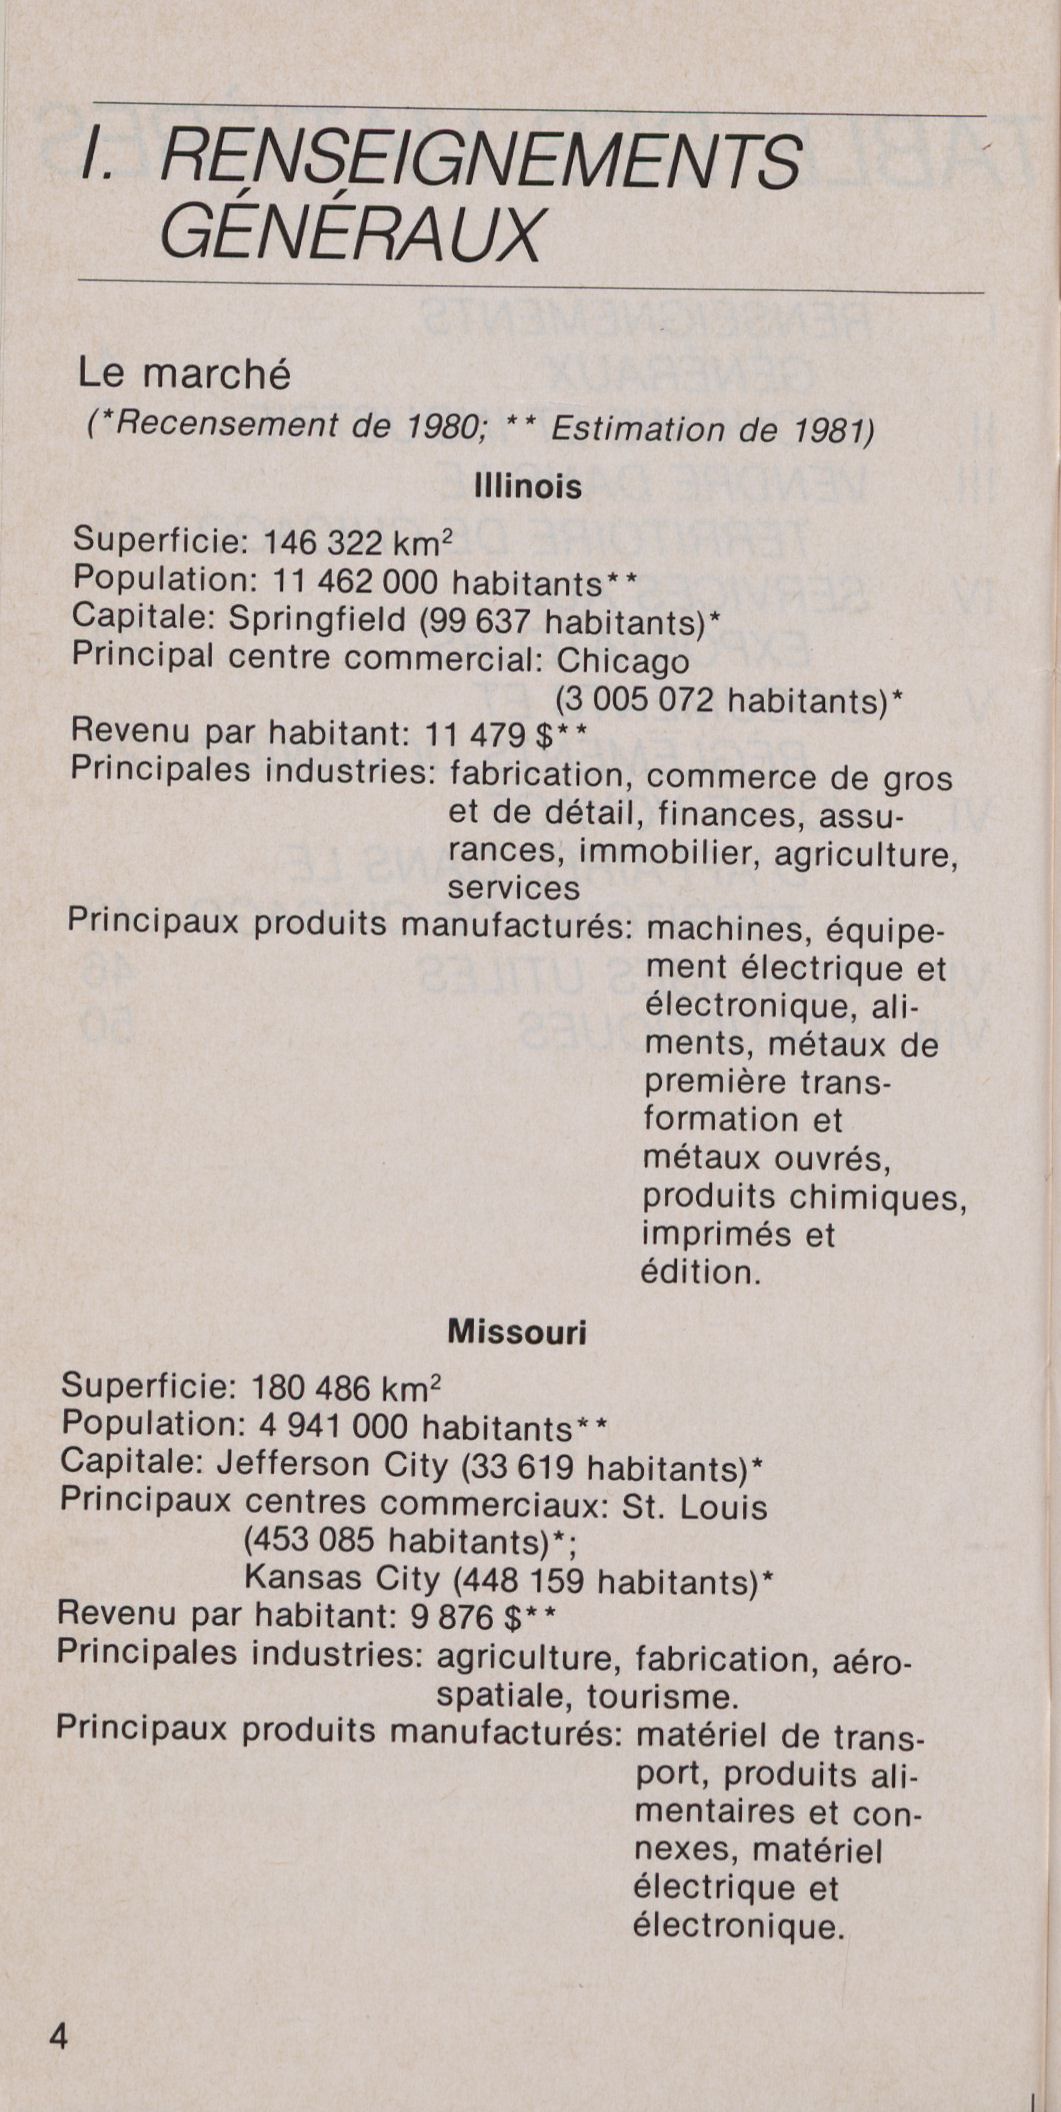 I. RENSEIGNEMENTS
GÉNÉRAUX
Le marché
(*Recensement de 1980; ** Estimation de 1981)
Illinois
Superficie: 146 322 km²
Population: 11 462 000 habitants**
Capitale: Springfield (99 637 habitants)*
Principal centre commercial: Chicago
(3 005 072 habitants)*
Revenu par habitant: 11 479 $**
Principales industries: fabrication, commerce de gros
et de détail, finances, assu-
rances, immobilier, agriculture,
services
Principaux produits manufacturés: machines, équipe-
ment électrique et
électronique, ali-
ments, métaux de
première trans-
formation et
métaux ouvrés,
produits chimiques,
imprimés et
édition.
Missouri
Superficie: 180 486 km²
Population: 4 941 000 habitants**
Capitale: Jefferson City (33 619 habitants)*
Principaux centres commerciaux: St. Louis
(453 085 habitants)*;
Kansas City (448 159 habitants)*
Revenu par habitant: 9 876 $**
Principales industries: agriculture, fabrication, aéro-
spatiale, tourisme.
Principaux produits manufacturés: matériel de trans-
port, produits ali-
mentaires et con-
nexes, matériel
électrique et
électronique.
4